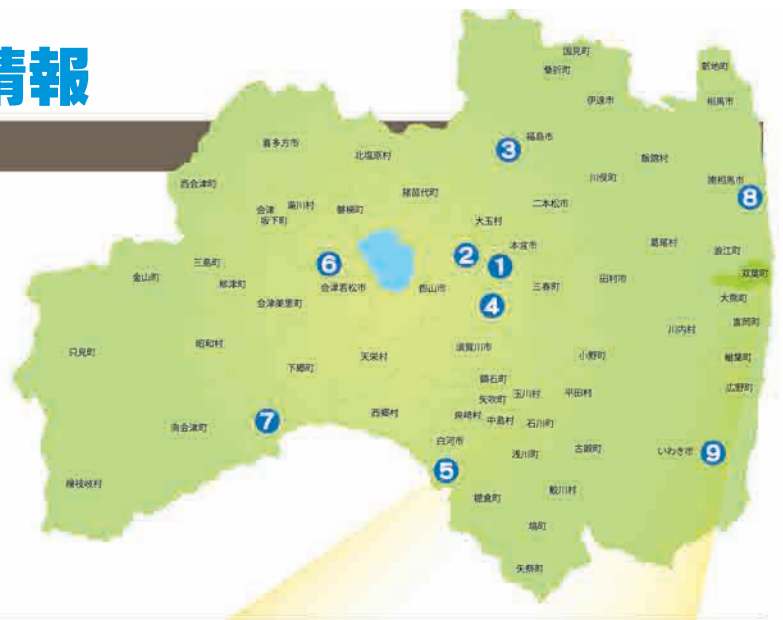 情報
国見町
桑折町
新地町
伊達市
相馬市
福島市
3
喜多方市
北塩原村
飯舘村
川俣町
南相馬市
西会津町
猪苗代町
8
会津
坂下町
湯川村
磐梯町
二本松市
大玉村
本宮市
葛尾村
浪江町
2
1
6
三島町
金山町
柳津町
会津若松市
郡山市
三春町
田村市
双葉町
大熊町
会津美里町
4
富岡町
川内村
昭和村
只見町
須賀川市
小野町
楢葉町
天栄村
下郷町
鏡石町
玉川村
平田村
広野町
矢吹町
西郷村
泉崎村
中島村
石川町
7
南会津町
白河市
古殿町
いわき市
9
浅川町
5
檜枝岐村
棚倉町
鮫川村
塙町
矢祭町